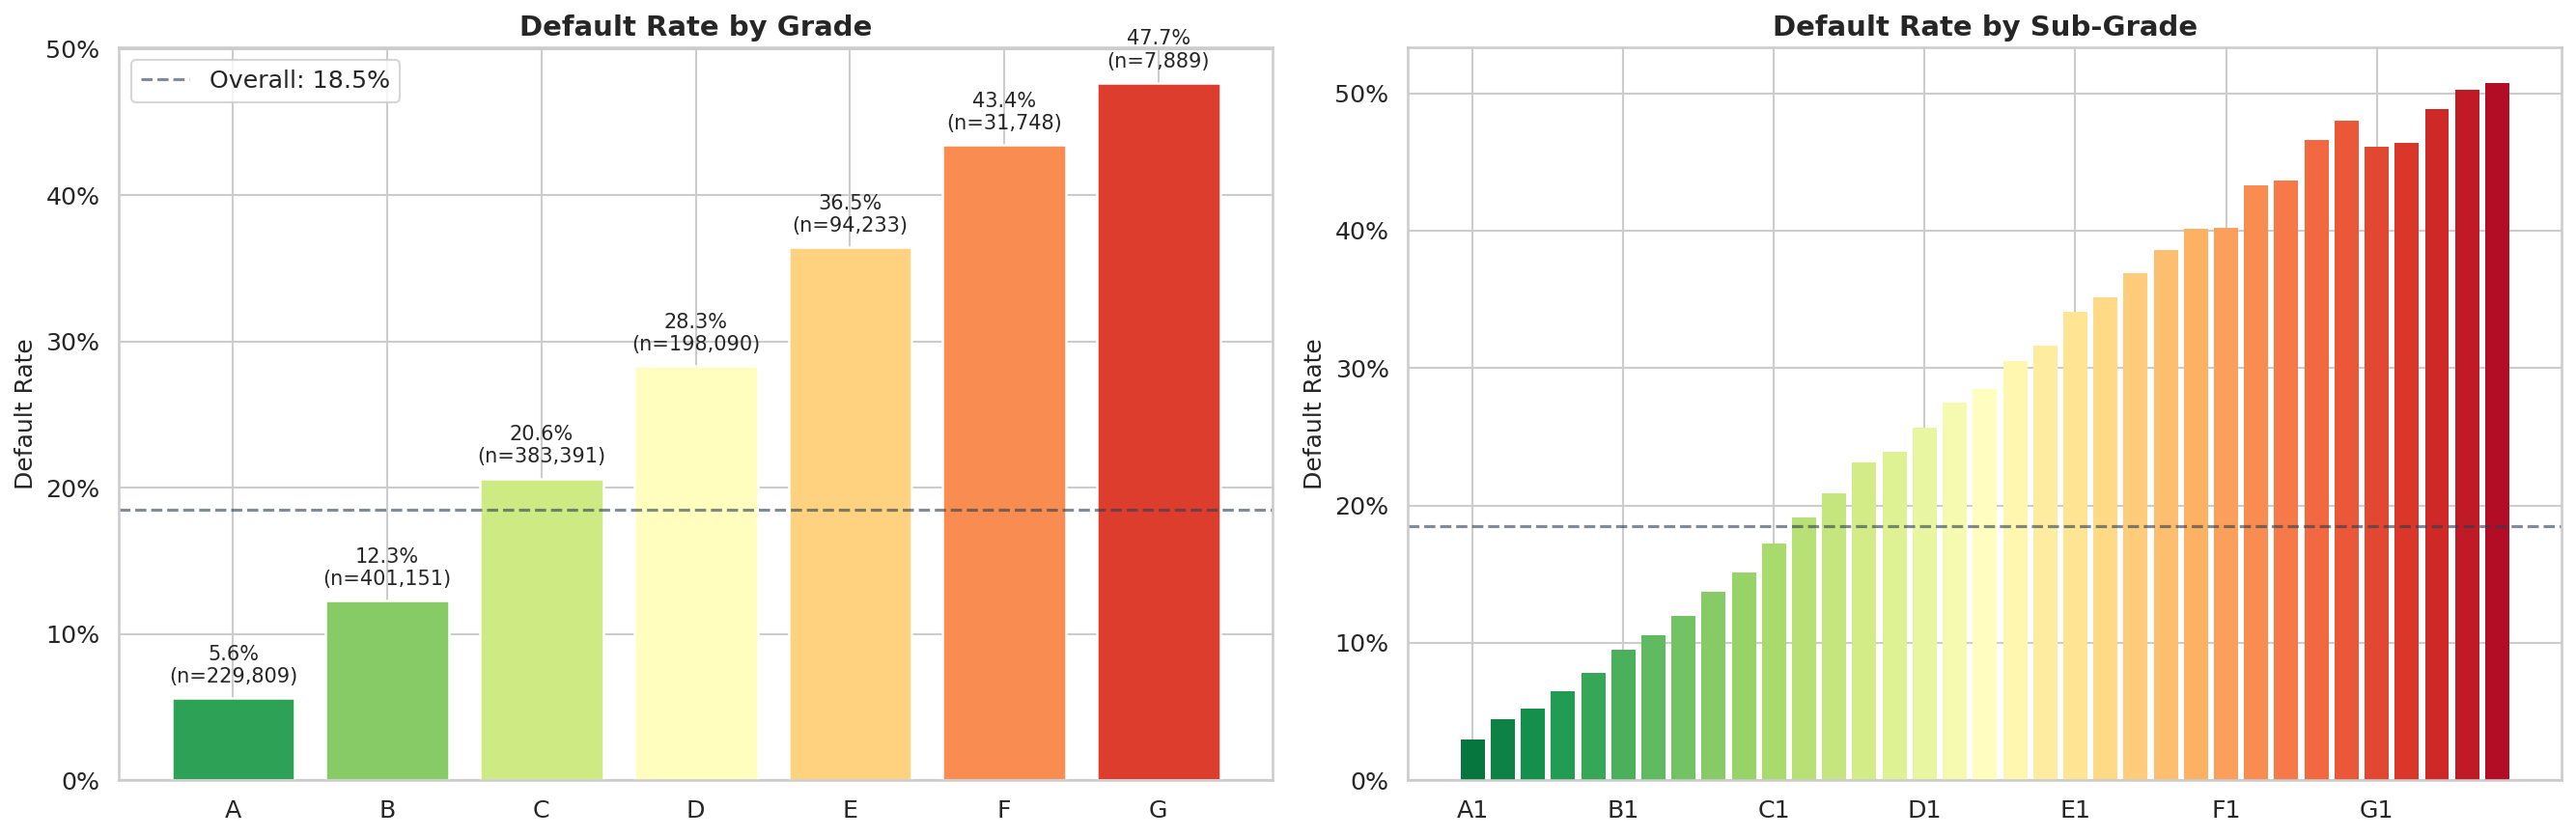 Default Rate by Grade
Default Rate
50%
40%
30%
20%
10%
0%
Overall: 18.5%
5.6%
(n=229,809)
12.3%
(n=401,151)
20.6%
(n=383,391)
28.3%
(n=198,090)
36.5%
(n=94,233)
43.4%
(n=31,748)
47.7%
(n=7,889)
A B C D E F G
Default Rate by Sub-Grade
Default Rate
50%
40%
30%
20%
10%
0%
A1 B1 C1 D1 E1 F1 G1